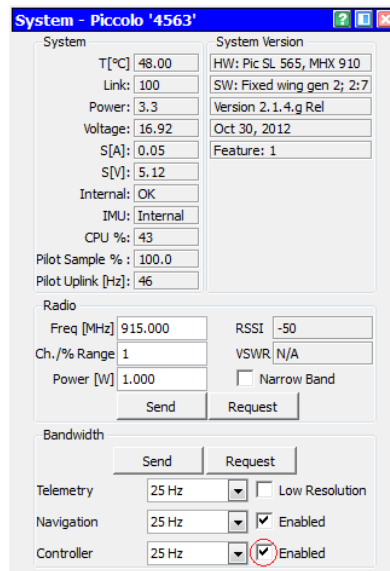 System - Piccolo '4563'
System
T[°C] 48.00
Link: 100
Power: 3.3
Voltage: 16.92
S[A]: 0.05
S[V]: 5.12
Internal: OK
IMU: Internal
CPU %: 43
Pilot Sample % : 100.0
Pilot Uplink [Hz]: 46
System Version
HW: Pic SL 565, MHX 910
SW: Fixed wing gen 2; 2:7
Version 2.1.4.g Rel
Oct 30, 2012
Feature: 1
Radio
Freq [MHz] 915.000 RSSI -50
Ch./% Range 1 VSWR N/A
Power [W] 1.000 Narrow Band
Send Request
Bandwidth
Send Request
Telemetry 25 Hz Low Resolution
Navigation 25 Hz Enabled
Controller 25 Hz Enabled